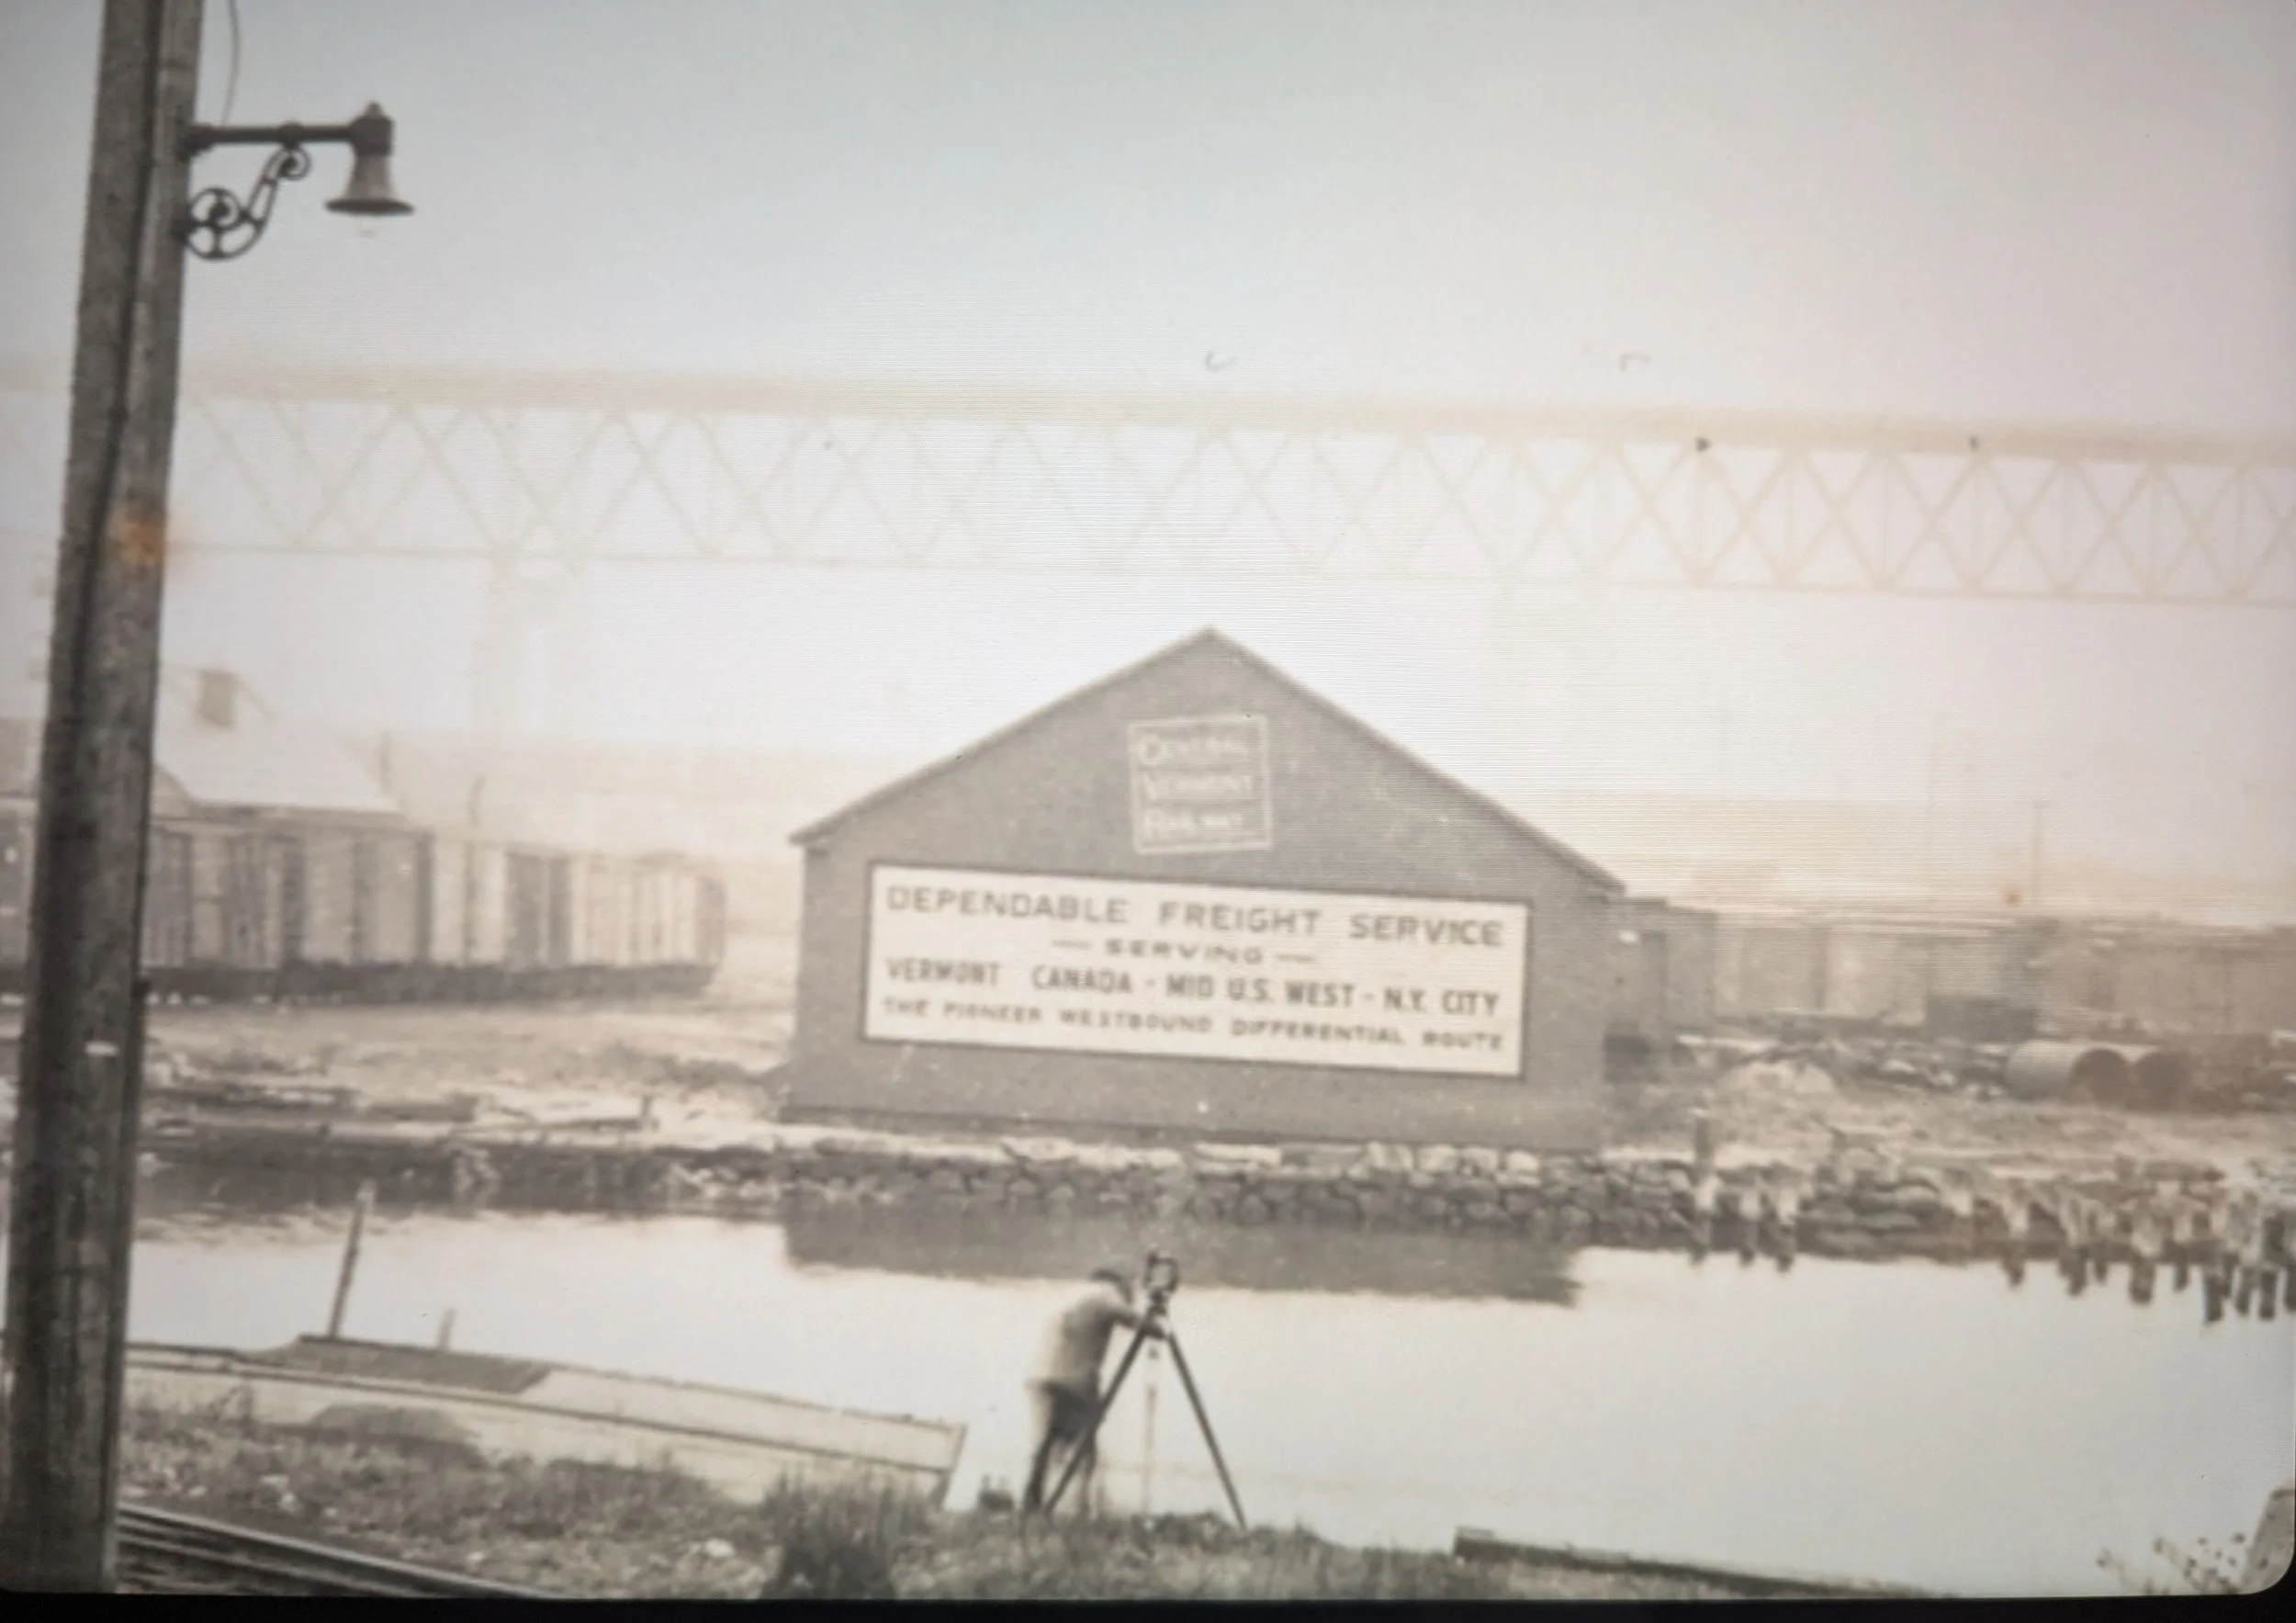 CENTRAL
VERMONT
RAILWAY
DEPENDABLE FREIGHT SERVICE
— SERVING —
VERMONT CANADA - MID U.S. WEST - N.Y. CITY
THE PIONEER WESTBOUND DIFFERENTIAL ROUTE